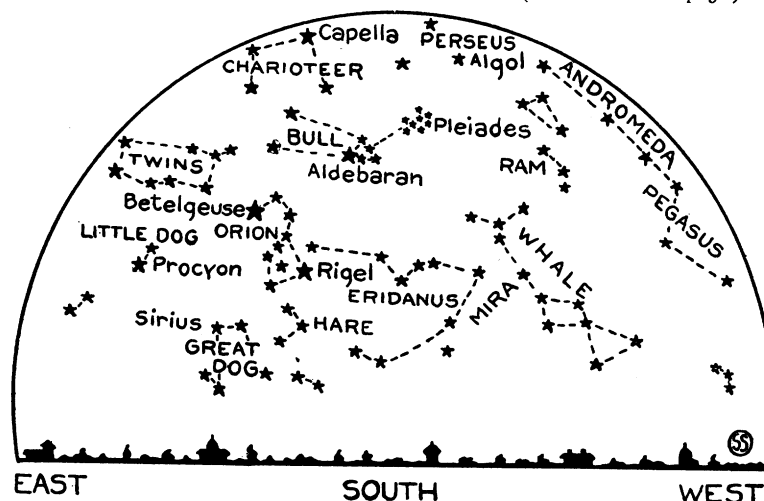 Capella
PERSEUS
Algol
CHARIOTEER
ANDROMEDA
Pleiades
BULL
TWINS
Aldebaran
RAM
PEGASUS
Betelgeuse
LITTLE DOG
ORION
WHALE
Procyon
Rigel
ERIDANUS
MIRA
Sirius
HARE
GREAT
DOG
SS
EAST
SOUTH
WEST